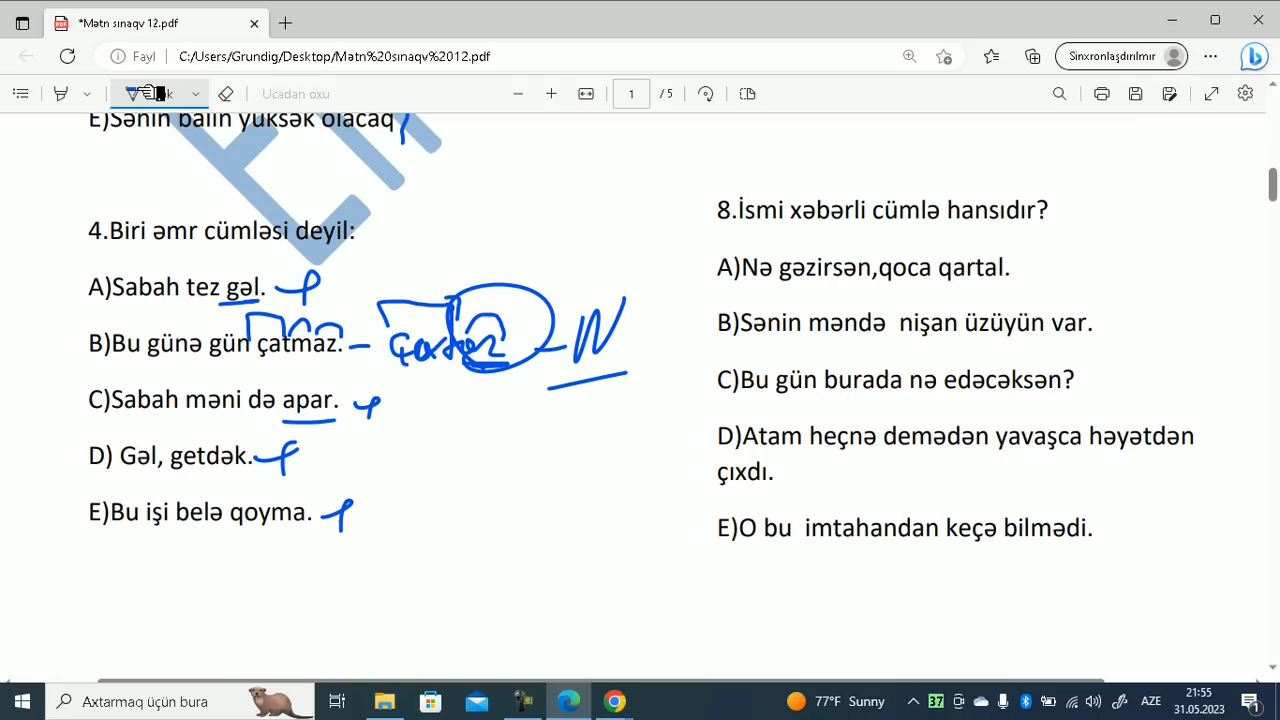 *Mətn sınaqv 12.pdf
Fayl
C:/Users/Grundig/Desktop/Mətn%20sınaqv%2012.pdf
Sinxronlaşdırılmır
Ucadan oxu
1 / 5
E)Sənin balın yüksək olacaq
4.Biri əmr cümləsi deyil:
A)Sabah tez gəl. +
B)Bu günə gün çatmaz. –
C)Sabah məni də apar. +
D) Gəl, getdək. +
E)Bu işi belə qoyma. +
8.İsmi xəbərli cümlə hansıdır?
A)Nə gəzirsən,qoca qartal.
B)Sənin məndə nişan üzüyün var.
C)Bu gün burada nə edəcəksən?
D)Atam heçnə demədən yavaşca həyətdən
çıxdı.
E)O bu imtahandan keçə bilmədi.
Axtarmaq üçün bura
77°F Sunny
37
AZE
21:55
31.05.2023
1